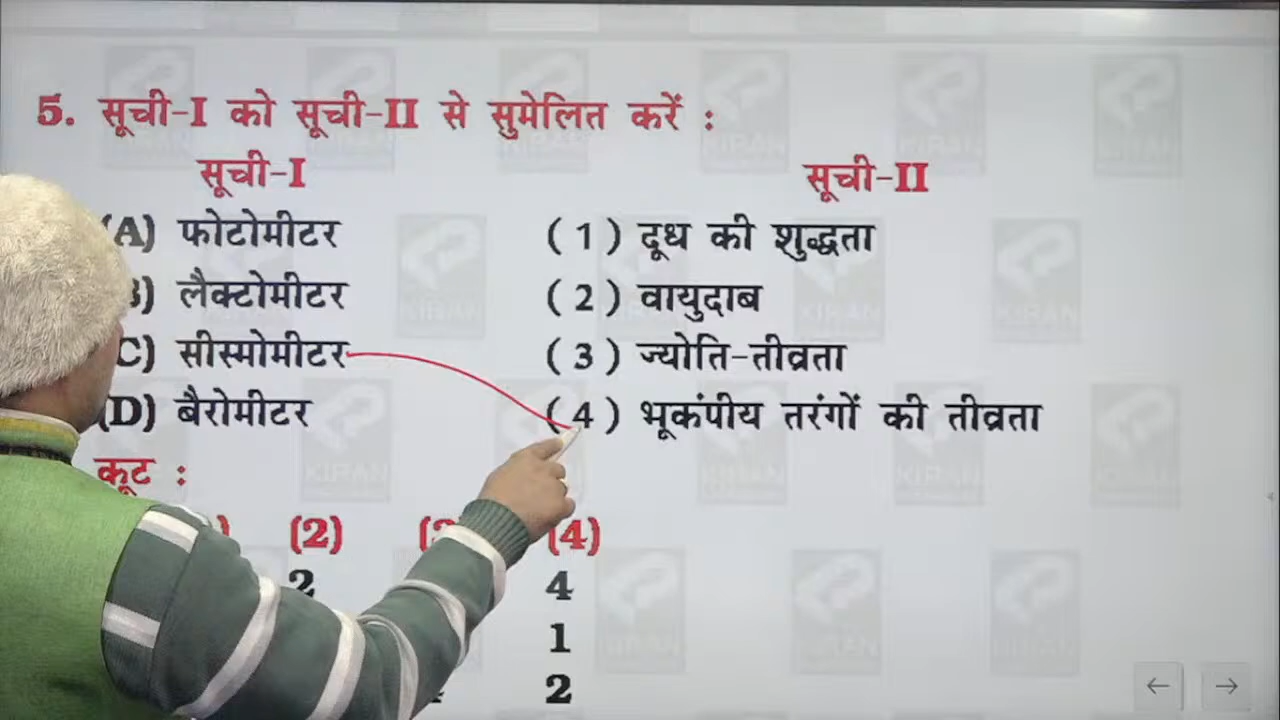 5. सूची-I को सूची-II से सुमेलित करें :
सूची-I सूची-II
(A) फोटोमीटर (1) दूध की शुद्धता
B) लैक्टोमीटर (2) वायुदाब
C) सीस्मोमीटर (3) ज्योति-तीव्रता
(D) बैरोमीटर (4) भूकंपीय तरंगों की तीव्रता
कूट :
(2) (4)
2 4
1
2
KIRAN